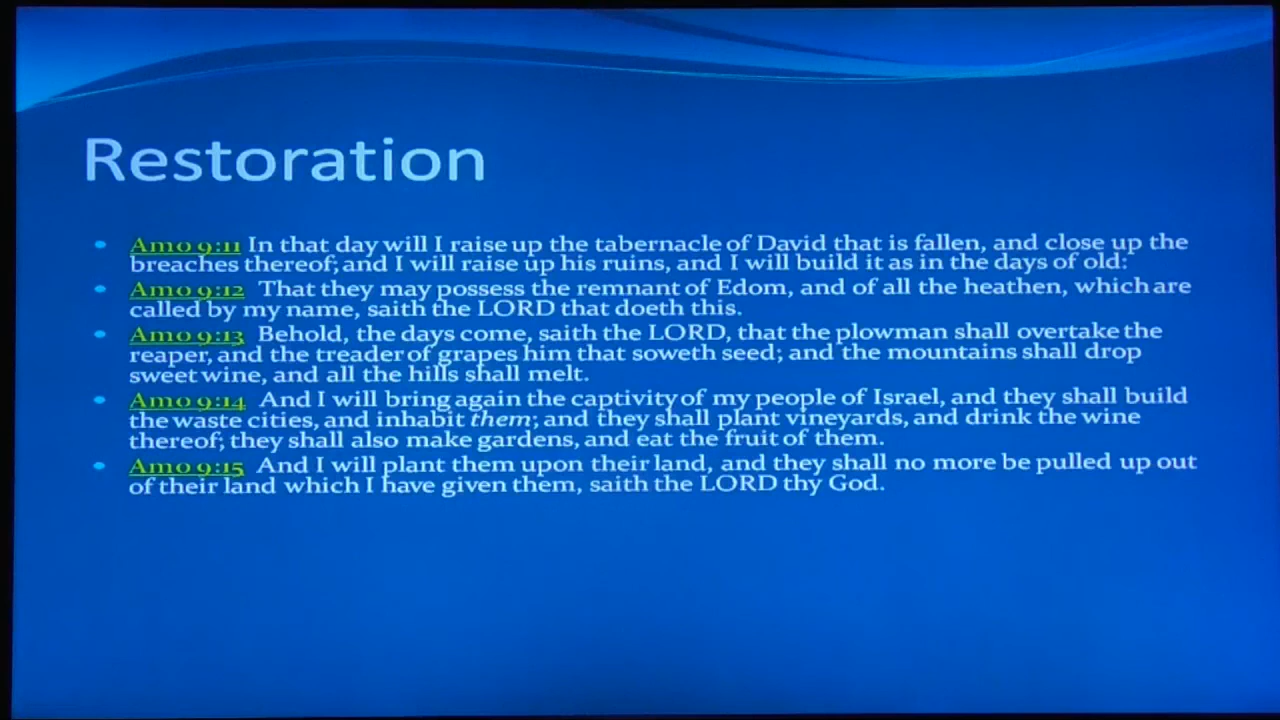 Restoration
• Amo 9:11 In that day will I raise up the tabernacle of David that is fallen, and close up the
breaches thereof; and I will raise up his ruins, and I will build it as in the days of old:
• Amo 9:12 That they may possess the remnant of Edom, and of all the heathen, which are
called by my name, saith the LORD that doeth this.
• Amo 9:13 Behold, the days come, saith the LORD, that the plowman shall overtake the
reaper, and the treader of grapes him that soweth seed; and the mountains shall drop
sweet wine, and all the hills shall melt.
• Amo 9:14 And I will bring again the captivity of my people of Israel, and they shall build
the waste cities, and inhabit them; and they shall plant vineyards, and drink the wine
thereof; they shall also make gardens, and eat the fruit of them.
• Amo 9:15 And I will plant them upon their land, and they shall no more be pulled up out
of their land which I have given them, saith the LORD thy God.